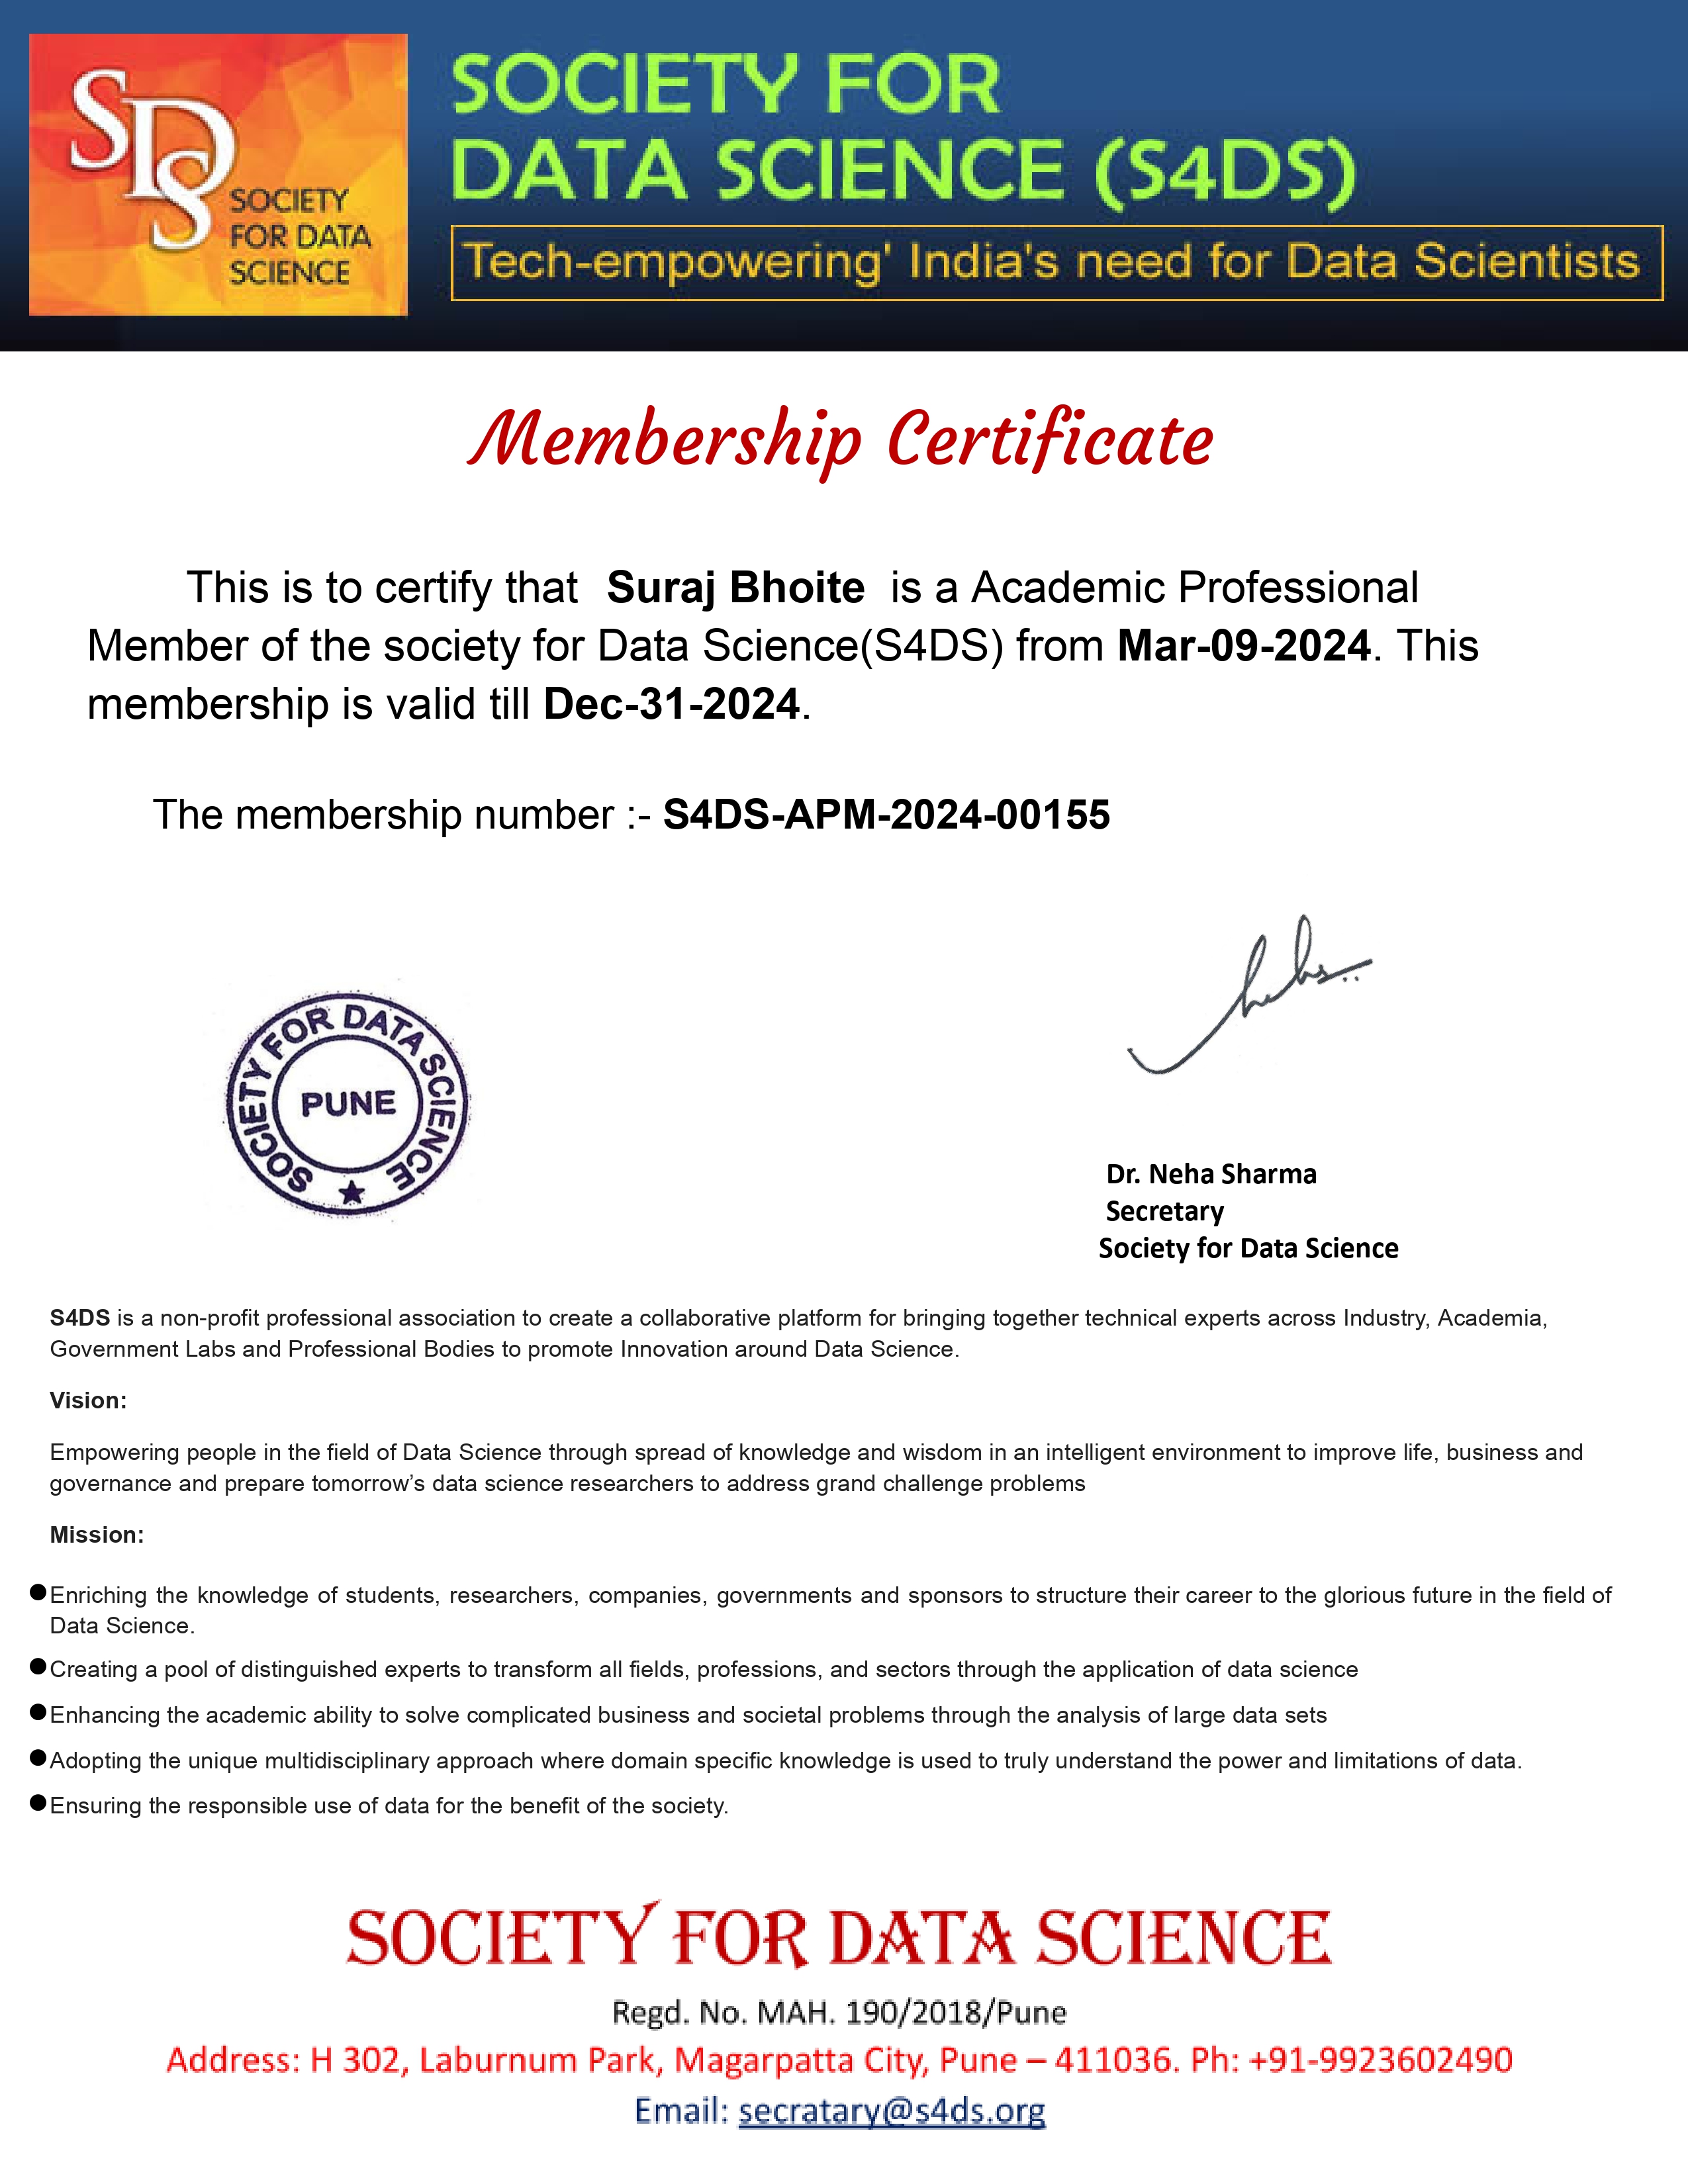 SDS
SOCIETY
FOR DATA
SCIENCE
SOCIETY FOR
DATA SCIENCE (S4DS)
Tech-empowering' India's need for Data Scientists
Membership Certificate
This is to certify that Suraj Bhoite is a Academic Professional
Member of the society for Data Science(S4DS) from Mar-09-2024. This
membership is valid till Dec-31-2024.
The membership number :- S4DS-APM-2024-00155
SOCIETY FOR DATA SCIENCE
PUNE
Dr. Neha Sharma
Secretary
Society for Data Science
S4DS is a non-profit professional association to create a collaborative platform for bringing together technical experts across Industry, Academia,
Government Labs and Professional Bodies to promote Innovation around Data Science.
Vision:
Empowering people in the field of Data Science through spread of knowledge and wisdom in an intelligent environment to improve life, business and
governance and prepare tomorrow’s data science researchers to address grand challenge problems
Mission:
●Enriching the knowledge of students, researchers, companies, governments and sponsors to structure their career to the glorious future in the field of
Data Science.
●Creating a pool of distinguished experts to transform all fields, professions, and sectors through the application of data science
●Enhancing the academic ability to solve complicated business and societal problems through the analysis of large data sets
●Adopting the unique multidisciplinary approach where domain specific knowledge is used to truly understand the power and limitations of data.
●Ensuring the responsible use of data for the benefit of the society.
SOCIETY FOR DATA SCIENCE
Regd. No. MAH. 190/2018/Pune
Address: H 302, Laburnum Park, Magarpatta City, Pune – 411036. Ph: +91-9923602490
Email: secratary@s4ds.org